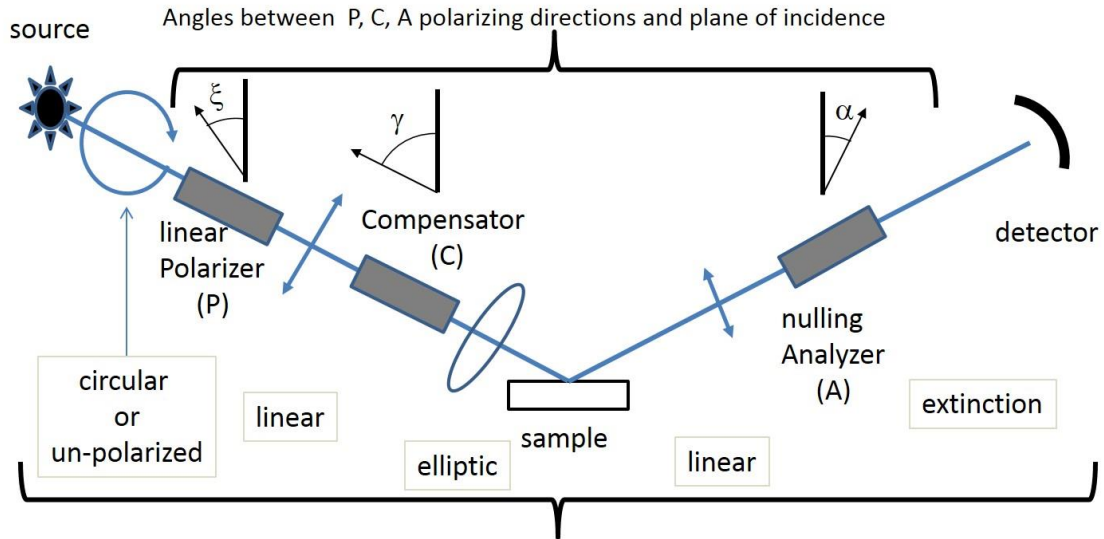 Angles between P, C, A polarizing directions and plane of incidence
source
ξ
γ
α
linear
Polarizer
(P)
Compensator
(C)
nulling
Analyzer
(A)
detector
circular
or
un-polarized
linear
elliptic
sample
linear
extinction